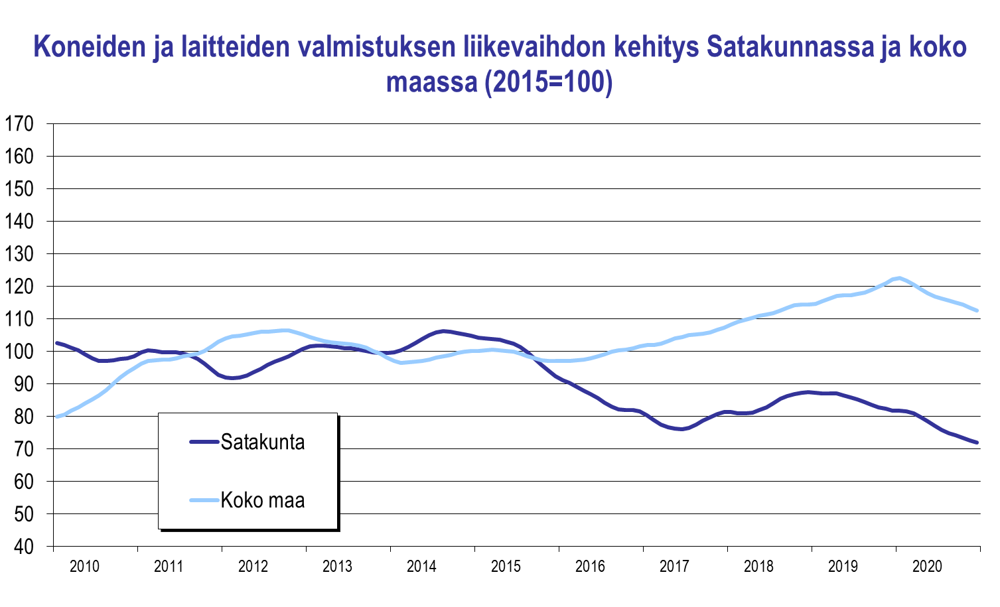 Koneiden ja laitteiden valmistuksen liikevaihdon kehitys Satakunnassa ja koko
maassa (2015=100)
170
160
150
140
130
120
110
100
90
80
70
60
50
40
Satakunta
Koko maa
2010 2011 2012 2013 2014 2015 2016 2017 2018 2019 2020